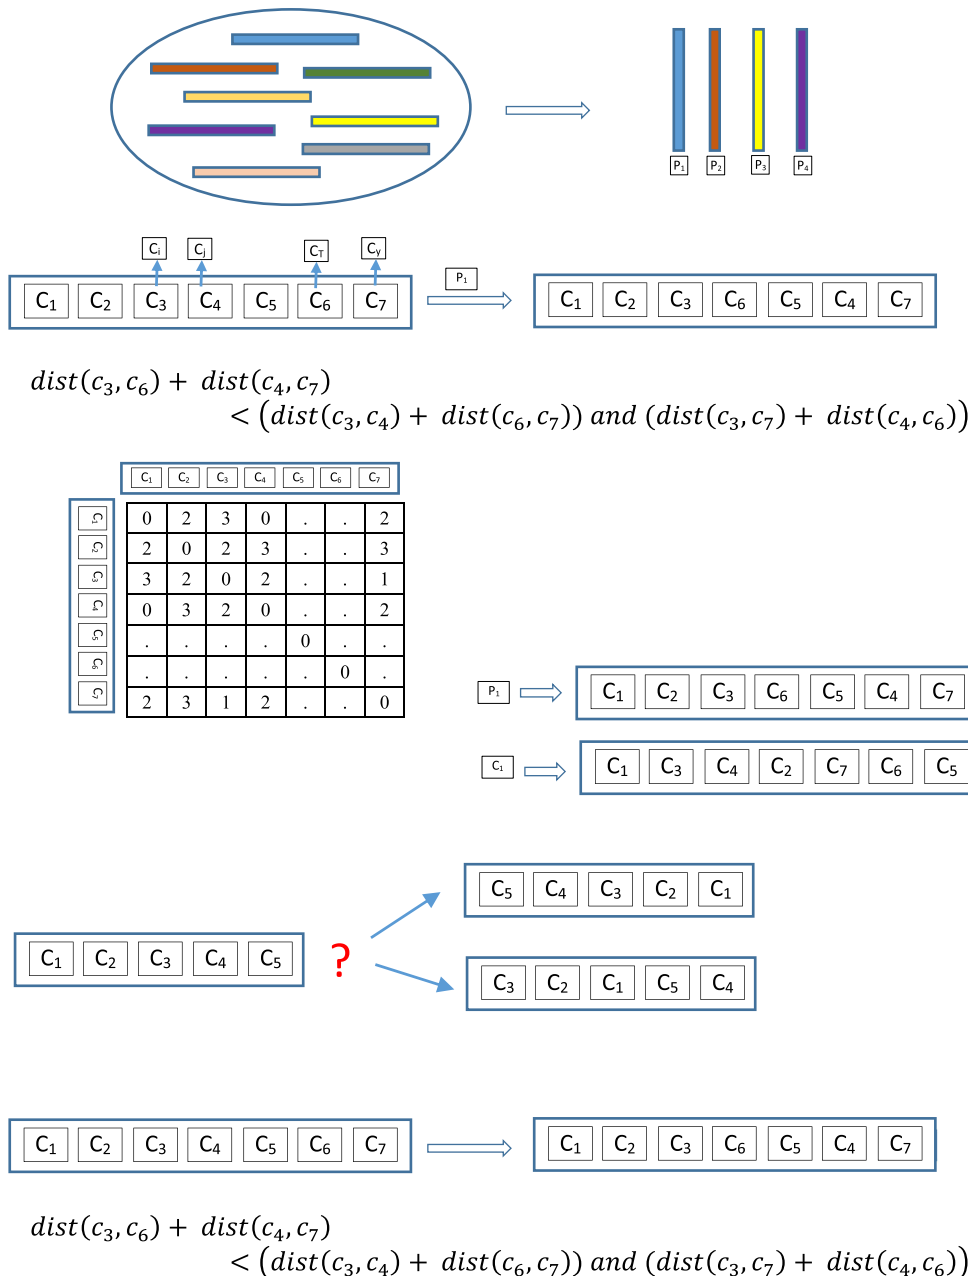 P₁ P₂ P₃ P₄
Cᵢ Cⱼ C_T C_y
C₁ C₂ C₃ C₄ C₅ C₆ C₇
P₁
C₁ C₂ C₃ C₆ C₅ C₄ C₇
dist(c₃, c₆) + dist(c₄, c₇)
< (dist(c₃, c₄) + dist(c₆, c₇)) and (dist(c₃, c₇) + dist(c₄, c₆))
C₁ C₂ C₃ C₄ C₅ C₆ C₇
C₁ 0 2 3 0 . . 2
C₂ 2 0 2 3 . . 3
C₃ 3 2 0 2 . . 1
C₄ 0 3 2 0 . . 2
C₅ . . . . 0 . .
C₆ . . . . . 0 .
C₇ 2 3 1 2 . . 0
P₁ C₁ C₂ C₃ C₆ C₅ C₄ C₇
C₁ C₁ C₃ C₄ C₂ C₇ C₆ C₅
C₅ C₄ C₃ C₂ C₁
C₁ C₂ C₃ C₄ C₅ ?
C₃ C₂ C₁ C₅ C₄
C₁ C₂ C₃ C₄ C₅ C₆ C₇
C₁ C₂ C₃ C₆ C₅ C₄ C₇
dist(c₃, c₆) + dist(c₄, c₇)
< (dist(c₃, c₄) + dist(c₆, c₇)) and (dist(c₃, c₇) + dist(c₄, c₆))